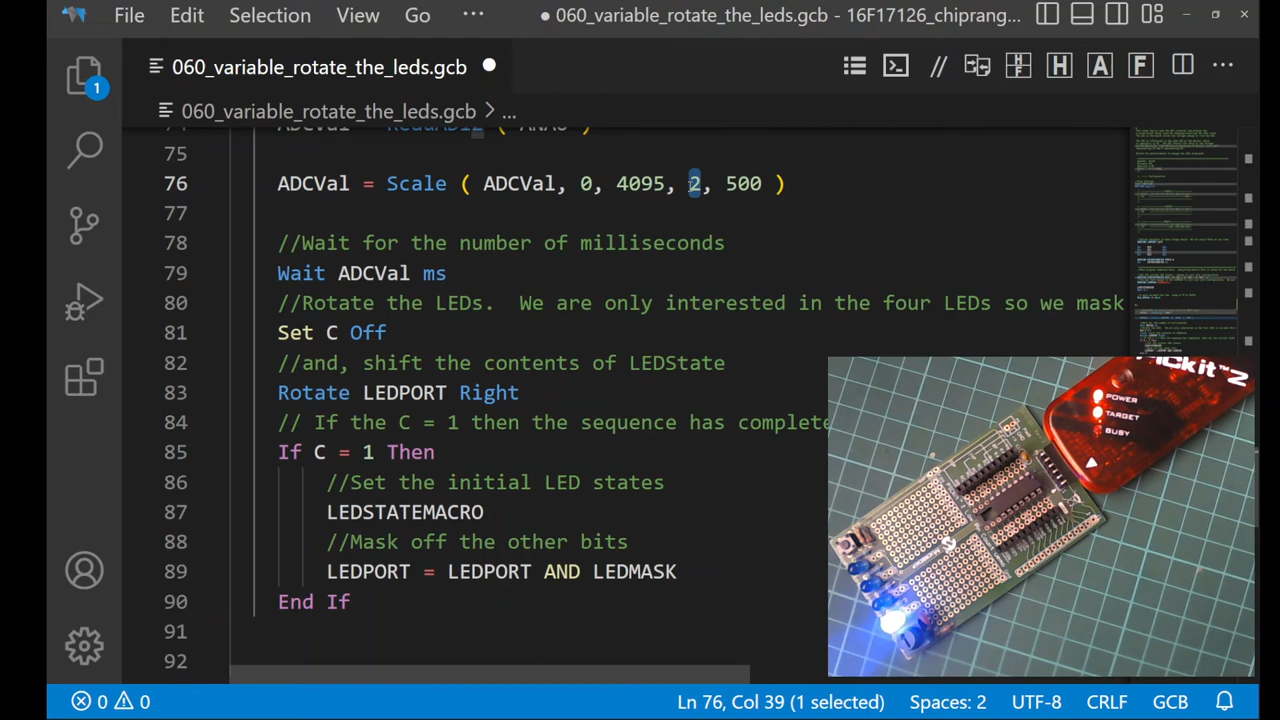 File Edit Selection View Go ··· ● 060_variable_rotate_the_leds.gcb - 16F17126_chiprang...
060_variable_rotate_the_leds.gcb
1
060_variable_rotate_the_leds.gcb > ...
75
76 ADCVal = Scale ( ADCVal, 0, 4095, 2, 500 )
77
78 //Wait for the number of milliseconds
79 Wait ADCVal ms
80 //Rotate the LEDs.  We are only interested in the four LEDs so we mask
81 Set C Off
82 //and, shift the contents of LEDState
83 Rotate LEDPORT Right
84 // If the C = 1 then the sequence has complete
85 If C = 1 Then
86 //Set the initial LED states
87 LEDSTATEMACRO
88 //Mask off the other bits
89 LEDPORT = LEDPORT AND LEDMASK
90 End If
91
92
POWER
TARGET
BUSY
0 0 Ln 76, Col 39 (1 selected) Spaces: 2 UTF-8 CRLF GCB